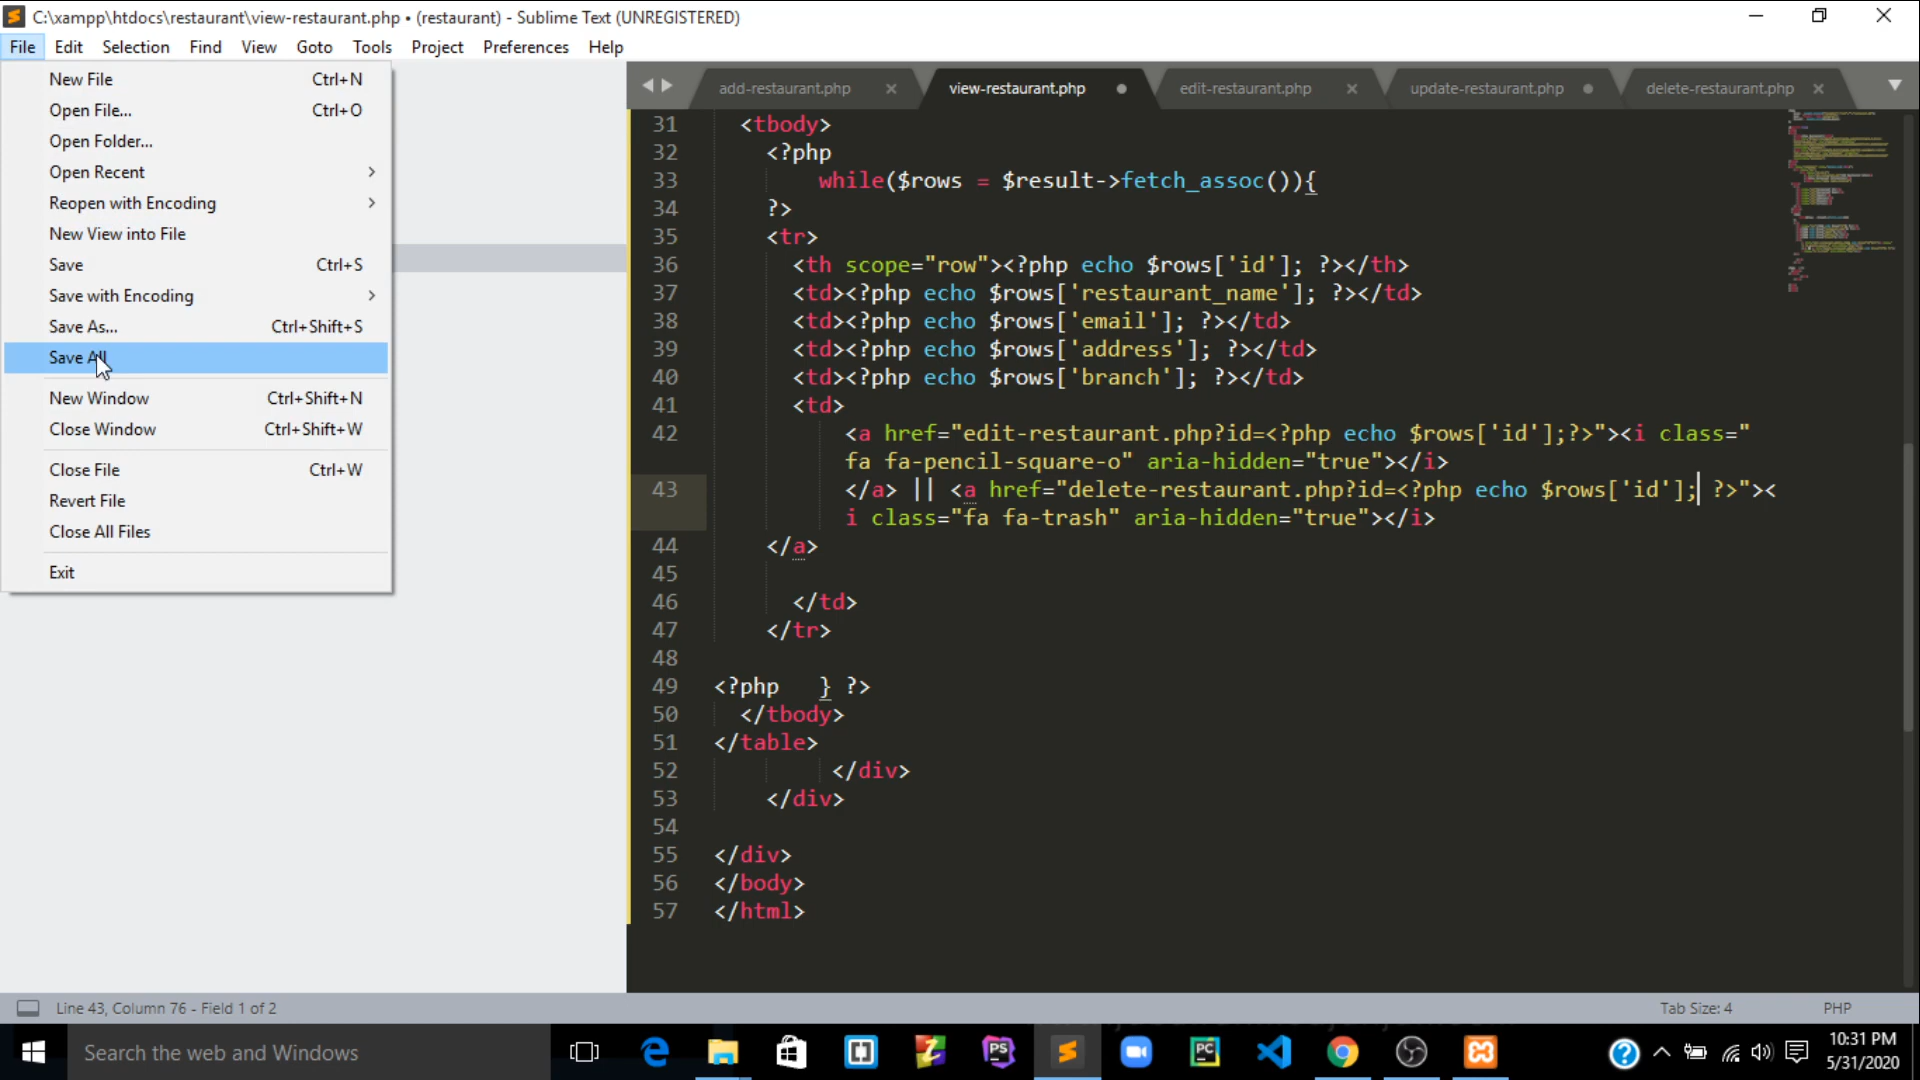 C:\xampp\htdocs\restaurant\view-restaurant.php • (restaurant) - Sublime Text (UNREGISTERED)
File Edit Selection Find View Goto Tools Project Preferences Help
New File Ctrl+N
Open File... Ctrl+O
Open Folder...
Open Recent
Reopen with Encoding
New View into File
Save Ctrl+S
Save with Encoding
Save As... Ctrl+Shift+S
Save All
New Window Ctrl+Shift+N
Close Window Ctrl+Shift+W
Close File Ctrl+W
Revert File
Close All Files
Exit
add-restaurant.php view-restaurant.php edit-restaurant.php update-restaurant.php delete-restaurant.php
31 <tbody>
32 <?php
33 while($rows = $result->fetch_assoc()){
34 ?>
35 <tr>
36 <th scope="row"><?php echo $rows['id']; ?></th>
37 <td><?php echo $rows['restaurant_name']; ?></td>
38 <td><?php echo $rows['email']; ?></td>
39 <td><?php echo $rows['address']; ?></td>
40 <td><?php echo $rows['branch']; ?></td>
41 <td>
42 <a href="edit-restaurant.php?id=<?php echo $rows['id'];?>"><i class="
fa fa-pencil-square-o" aria-hidden="true"></i>
43 </a> || <a href="delete-restaurant.php?id=<?php echo $rows['id']; ?>"><
i class="fa fa-trash" aria-hidden="true"></i>
44 </a>
45
46 </td>
47 </tr>
48
49 <?php } ?>
50 </tbody>
51 </table>
52 </div>
53 </div>
54
55 </div>
56 </body>
57 </html>
Line 43, Column 76 - Field 1 of 2 Tab Size: 4 PHP
Search the web and Windows
PS
PC
10:31 PM
5/31/2020